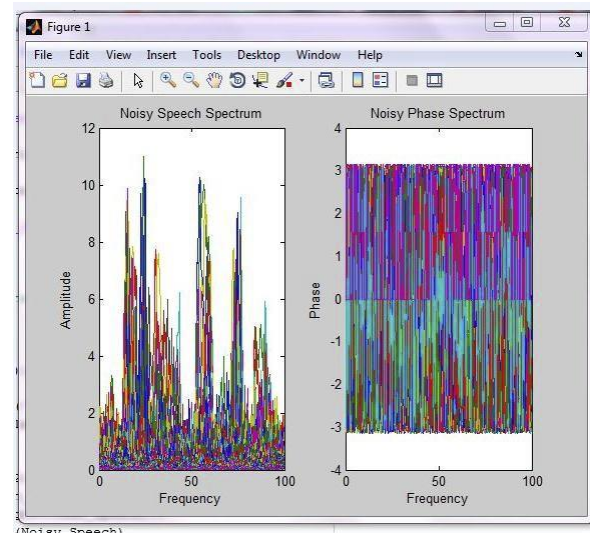 Figure 1
File Edit View Insert Tools Desktop Window Help
Noisy Speech Spectrum
12
10
8
6
4
2
0
Amplitude
0 50 100
Frequency
Noisy Phase Spectrum
4
3
2
1
0
-1
-2
-3
-4
Phase
0 50 100
Frequency
(Noisy Speech)